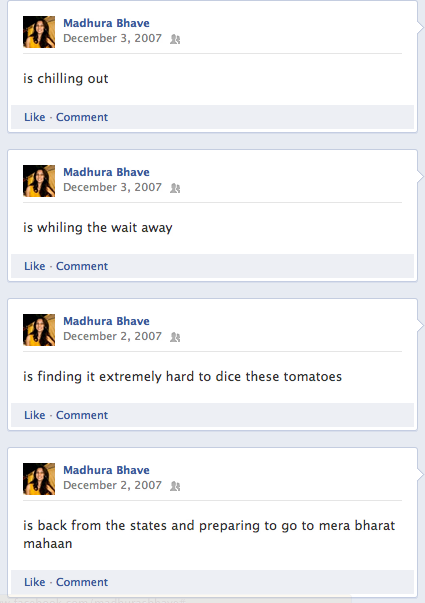 Madhura Bhave
December 3, 2007
is chilling out
Like · Comment
Madhura Bhave
December 3, 2007
is whiling the wait away
Like · Comment
Madhura Bhave
December 2, 2007
is finding it extremely hard to dice these tomatoes
Like · Comment
Madhura Bhave
December 2, 2007
is back from the states and preparing to go to mera bharat
mahaan
Like · Comment